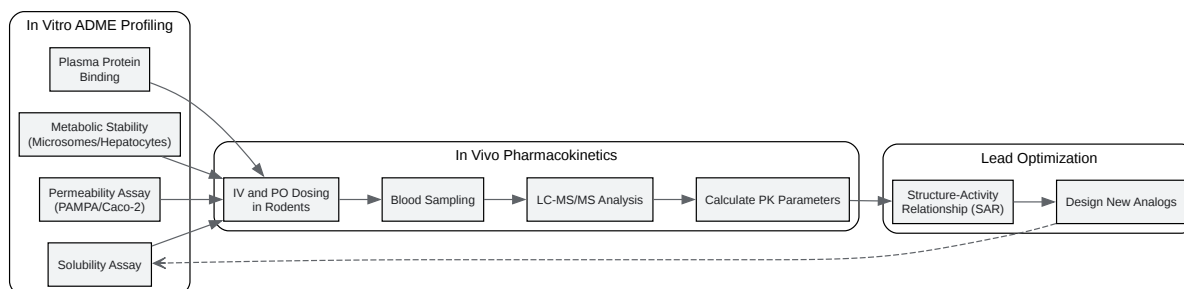 In Vitro ADME Profiling
Plasma Protein
Binding
Metabolic Stability
(Microsomes/Hepatocytes)
Permeability Assay
(PAMPA/Caco-2)
Solubility Assay
In Vivo Pharmacokinetics
IV and PO Dosing
in Rodents
Blood Sampling
LC-MS/MS Analysis
Calculate PK Parameters
Lead Optimization
Structure-Activity
Relationship (SAR)
Design New Analogs